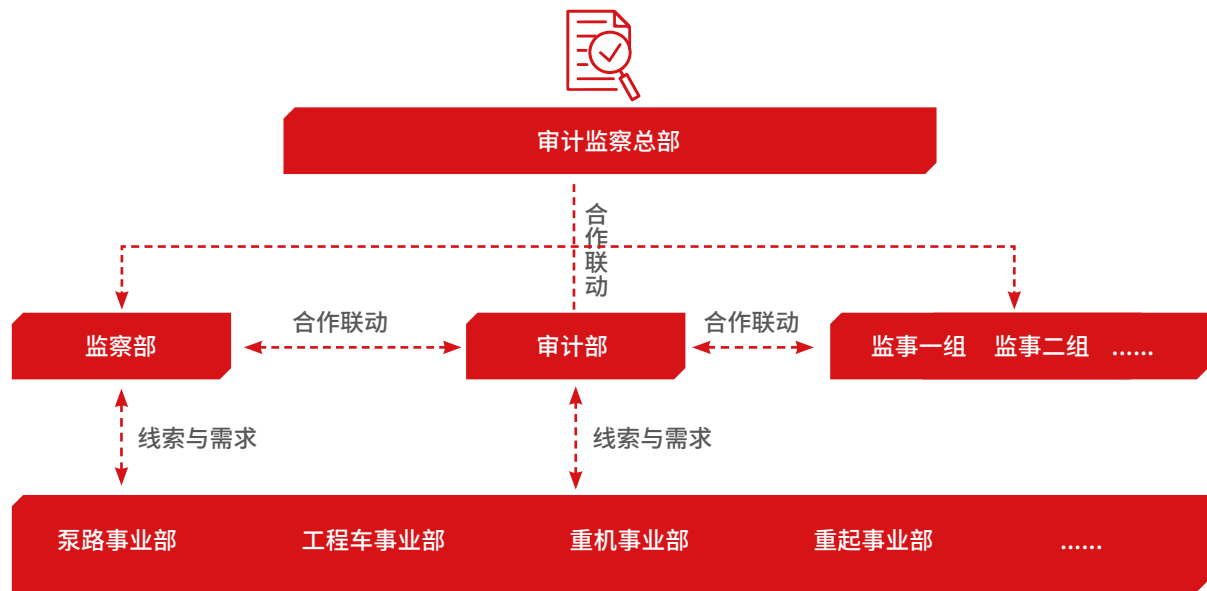 审计监察总部
合作联动
合作联动
合作联动
监察部
审计部
监事一组 监事二组 ......
线索与需求
线索与需求
泵路事业部 工程车事业部 重机事业部 重起事业部 ......